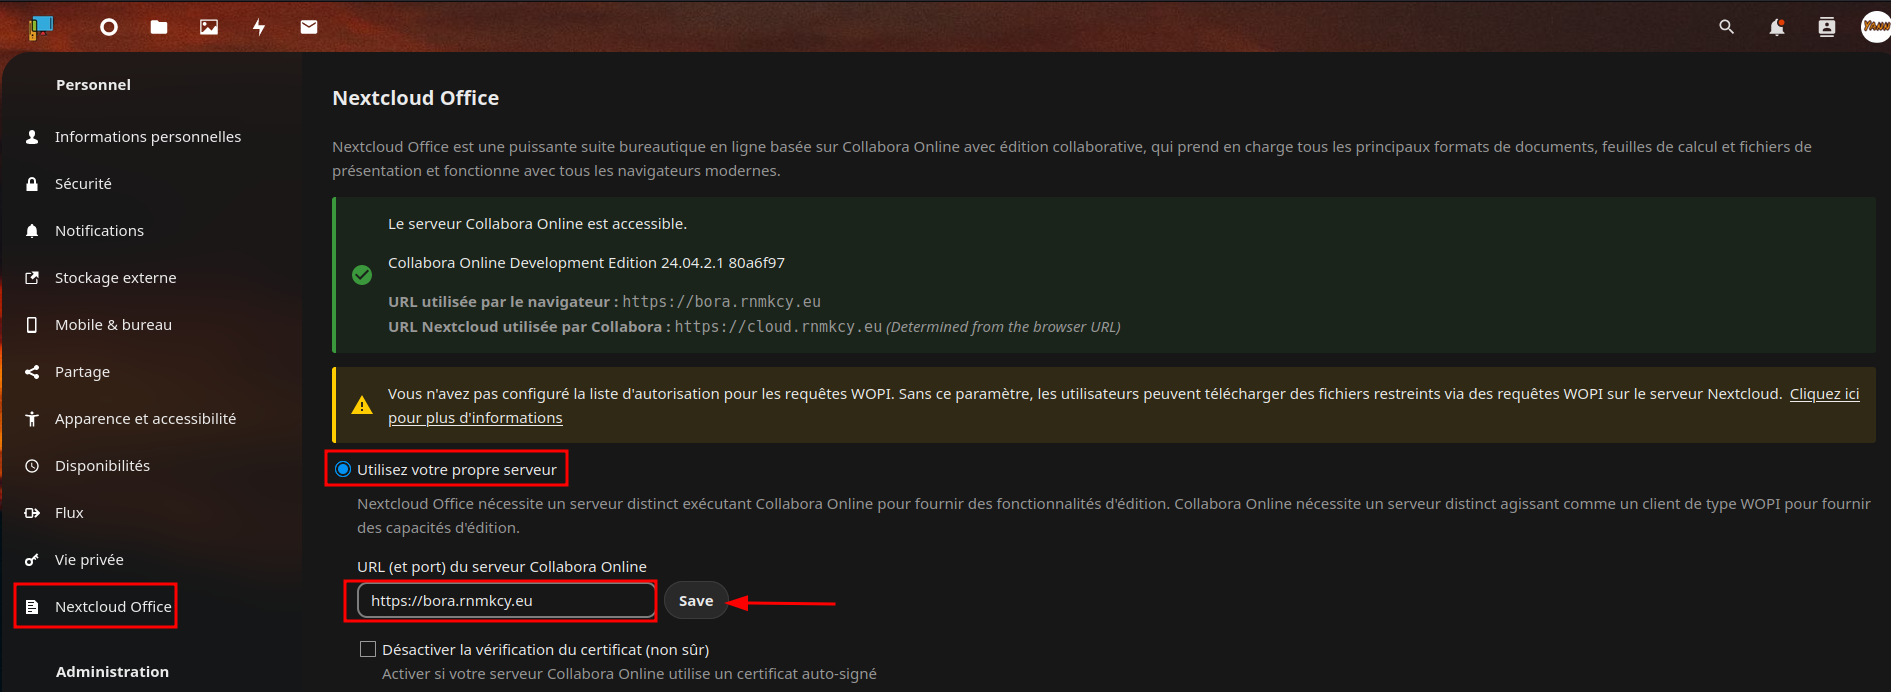 Yann
Personnel
Informations personnelles
Sécurité
Notifications
Stockage externe
Mobile & bureau
Partage
Apparence et accessibilité
Disponibilités
Flux
Vie privée
Nextcloud Office
Administration
Nextcloud Office
Nextcloud Office est une puissante suite bureautique en ligne basée sur Collabora Online avec édition collaborative, qui prend en charge tous les principaux formats de documents, feuilles de calcul et fichiers de
présentation et fonctionne avec tous les navigateurs modernes.
Le serveur Collabora Online est accessible.
Collabora Online Development Edition 24.04.2.1 80a6f97
URL utilisée par le navigateur : https://bora.rnmkcy.eu
URL Nextcloud utilisée par Collabora : https://cloud.rnmkcy.eu (Determined from the browser URL)
Vous n'avez pas configuré la liste d'autorisation pour les requêtes WOPI. Sans ce paramètre, les utilisateurs peuvent télécharger des fichiers restreints via des requêtes WOPI sur le serveur Nextcloud. Cliquez ici
pour plus d'informations
Utilisez votre propre serveur
Nextcloud Office nécessite un serveur distinct exécutant Collabora Online pour fournir des fonctionnalités d'édition. Collabora Online nécessite un serveur distinct agissant comme un client de type WOPI pour fournir
des capacités d'édition.
URL (et port) du serveur Collabora Online
https://bora.rnmkcy.eu
Save
Désactiver la vérification du certificat (non sûr)
Activer si votre serveur Collabora Online utilise un certificat auto-signé